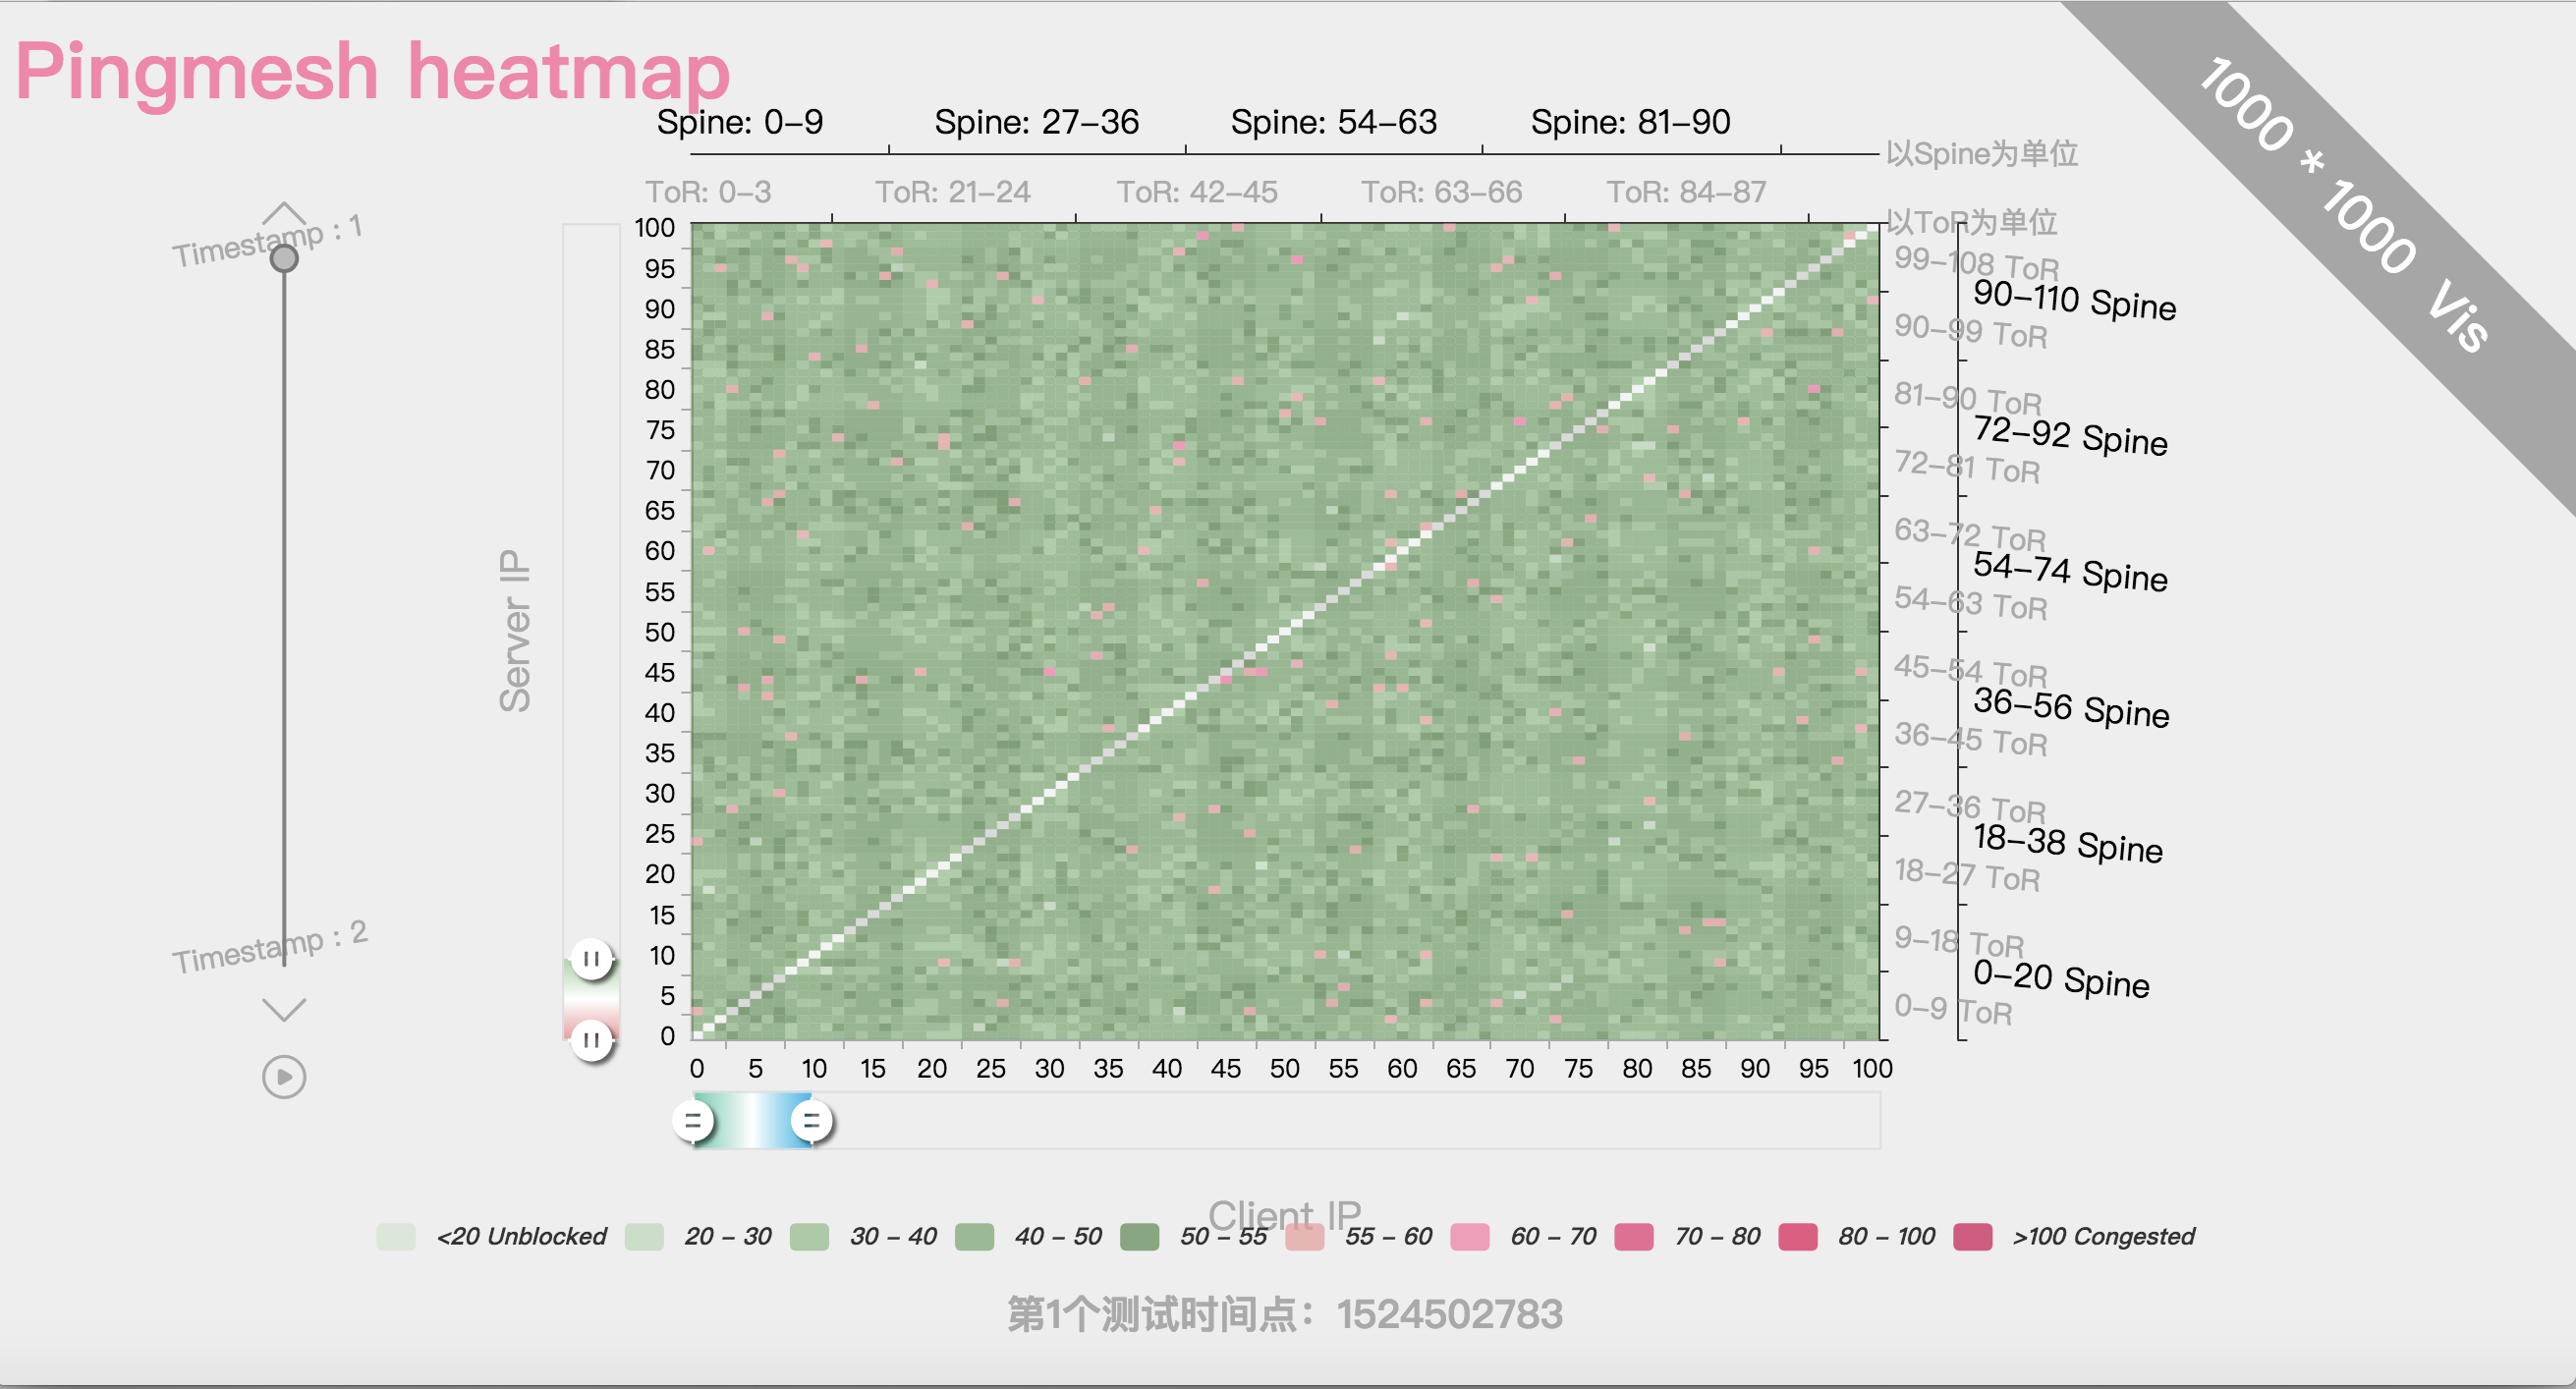 Pingmesh heatmap
1000 * 1000 Vis
Spine: 0–9 Spine: 27–36 Spine: 54–63 Spine: 81–90
以Spine为单位
ToR: 0–3 ToR: 21–24 ToR: 42–45 ToR: 63–66 ToR: 84–87
以ToR为单位
Timestamp : 1
Timestamp : 2
Server IP
100
95
90
85
80
75
70
65
60
55
50
45
40
35
30
25
20
15
10
5
0
99–108 ToR
90–110 Spine
90–99 ToR
81–90 ToR
72–92 Spine
72–81 ToR
63–72 ToR
54–74 Spine
54–63 ToR
45–54 ToR
36–56 Spine
36–45 ToR
27–36 ToR
18–38 Spine
18–27 ToR
9–18 ToR
0–20 Spine
0–9 ToR
0 5 10 15 20 25 30 35 40 45 50 55 60 65 70 75 80 85 90 95 100
Client IP
<20 Unblocked 20 – 30 30 – 40 40 – 50 50 – 55 55 – 60 60 – 70 70 – 80 80 – 100 >100 Congested
第1个测试时间点：1524502783